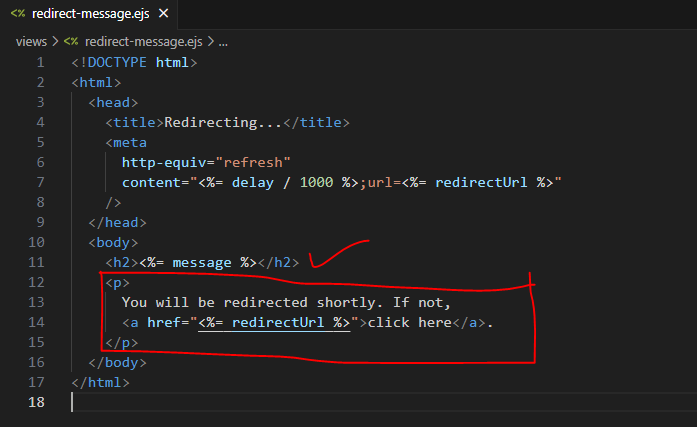 <%  redirect-message.ejs  ✕
views > <% redirect-message.ejs > ...
1  <!DOCTYPE html>
2  <html>
3    <head>
4      <title>Redirecting...</title>
5      <meta
6        http-equiv="refresh"
7        content="<%= delay / 1000 %>;url=<%= redirectUrl %>"
8      />
9    </head>
10   <body>
11     <h2><%= message %></h2>
12     <p>
13       You will be redirected shortly. If not,
14       <a href="<%= redirectUrl %>">click here</a>.
15     </p>
16   </body>
17 </html>
18